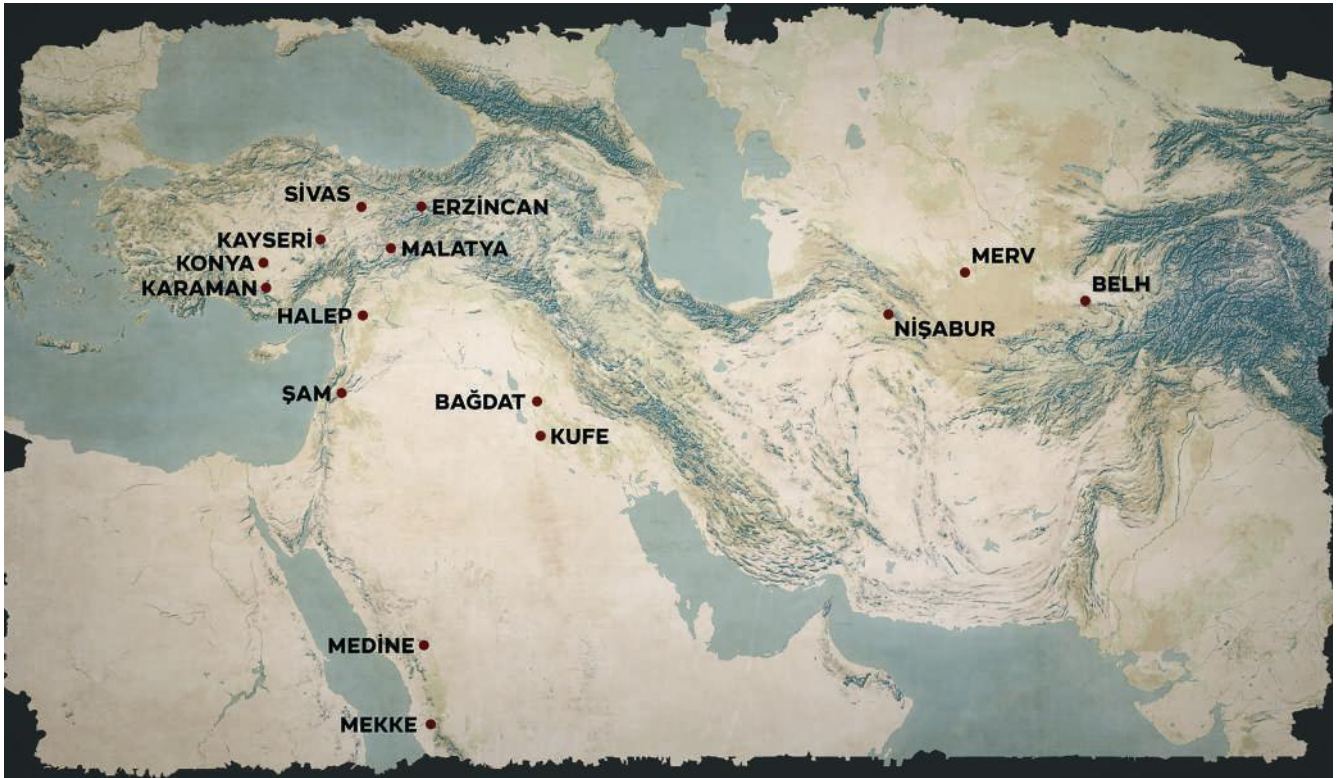 SİVAS
ERZİNCAN
KAYSERİ
MALATYA
KONYA
KARAMAN
MERV
BELH
HALEP
NİŞABUR
ŞAM
BAĞDAT
KUFE
MEDİNE
MEKKE